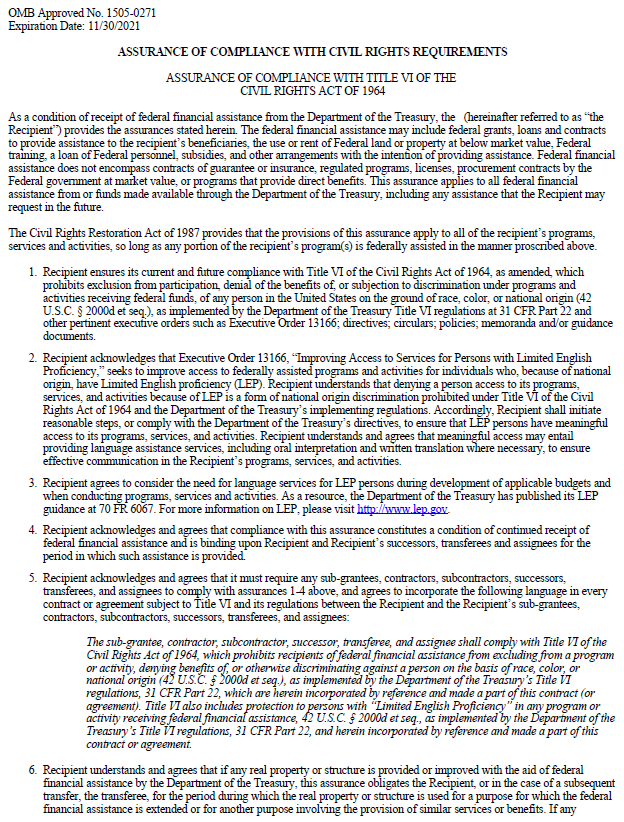 OMB Approved No. 1505-0271
Expiration Date: 11/30/2021
ASSURANCE OF COMPLIANCE WITH CIVIL RIGHTS REQUIREMENTS
ASSURANCE OF COMPLIANCE WITH TITLE VI OF THE
CIVIL RIGHTS ACT OF 1964
As a condition of receipt of federal financial assistance from the Department of the Treasury, the (hereinafter referred to as "the
Recipient") provides the assurances stated herein. The federal financial assistance may include federal grants, loans and contracts
to provide assistance to the recipient's beneficiaries, the use or rent of Federal land or property at below market value, Federal
training, a loan of Federal personnel, subsidies, and other arrangements with the intention of providing assistance. Federal financial
assistance does not encompass contracts of guarantee or insurance, regulated programs, licenses, procurement contracts by the
Federal government at market value, or programs that provide direct benefits. This assurance applies to all federal financial
assistance from or funds made available through the Department of the Treasury, including any assistance that the Recipient may
request in the future.
The Civil Rights Restoration Act of 1987 provides that the provisions of this assurance apply to all of the recipient's programs,
services and activities, so long as any portion of the recipient's program(s) is federally assisted in the manner proscribed above.
1. Recipient ensures its current and future compliance with Title VI of the Civil Rights Act of 1964, as amended, which
prohibits exclusion from participation, denial of the benefits of, or subjection to discrimination under programs and
activities receiving federal funds, of any person in the United States on the ground of race, color, or national origin (42
U.S.C. § 2000d et seq.), as implemented by the Department of the Treasury Title VI regulations at 31 CFR Part 22 and
other pertinent executive orders such as Executive Order 13166; directives; circulars; policies; memoranda and/or guidance
documents.
2. Recipient acknowledges that Executive Order 13166, "Improving Access to Services for Persons with Limited English
Proficiency," seeks to improve access to federally assisted programs and activities for individuals who, because of national
origin, have Limited English proficiency (LEP). Recipient understands that denying a person access to its programs,
services, and activities because of LEP is a form of national origin discrimination prohibited under Title VI of the Civil
Rights Act of 1964 and the Department of the Treasury's implementing regulations. Accordingly, Recipient shall initiate
reasonable steps, or comply with the Department of the Treasury's directives, to ensure that LEP persons have meaningful
access to its programs, services, and activities. Recipient understands and agrees that meaningful access may entail
providing language assistance services, including oral interpretation and written translation where necessary, to ensure
effective communication in the Recipient's programs, services, and activities.
3. Recipient agrees to consider the need for language services for LEP persons during development of applicable budgets and
when conducting programs, services and activities. As a resource, the Department of the Treasury has published its LEP
guidance at 70 FR 6067. For more information on LEP, please visit http://www.lep.gov.
4. Recipient acknowledges and agrees that compliance with this assurance constitutes a condition of continued receipt of
federal financial assistance and is binding upon Recipient and Recipient's successors, transferees and assignees for the
period in which such assistance is provided.
5. Recipient acknowledges and agrees that it must require any sub-grantees, contractors, subcontractors, successors,
transferees, and assignees to comply with assurances 1-4 above, and agrees to incorporate the following language in every
contract or agreement subject to Title VI and its regulations between the Recipient and the Recipient's sub-grantees,
contractors, subcontractors, successors, transferees, and assignees:
The sub-grantee, contractor, subcontractor, successor, transferee, and assignee shall comply with Title VI of the
Civil Rights Act of 1964, which prohibits recipients of federal financial assistance from excluding from a program
or activity, denying benefits of, or otherwise discriminating against a person on the basis of race, color, or
national origin (42 U.S.C. § 2000d et seq.), as implemented by the Department of the Treasury's Title VI
regulations, 31 CFR Part 22, which are herein incorporated by reference and made a part of this contract (or
agreement). Title VI also includes protection to persons with "Limited English Proficiency" in any program or
activity receiving federal financial assistance, 42 U.S.C. § 2000d et seq., as implemented by the Department of the
Treasury's Title VI regulations, 31 CFR Part 22, and herein incorporated by reference and made a part of this
contract or agreement.
6. Recipient understands and agrees that if any real property or structure is provided or improved with the aid of federal
financial assistance by the Department of the Treasury, this assurance obligates the Recipient, or in the case of a subsequent
transfer, the transferee, for the period during which the real property or structure is used for a purpose for which the federal
financial assistance is extended or for another purpose involving the provision of similar services or benefits. If any